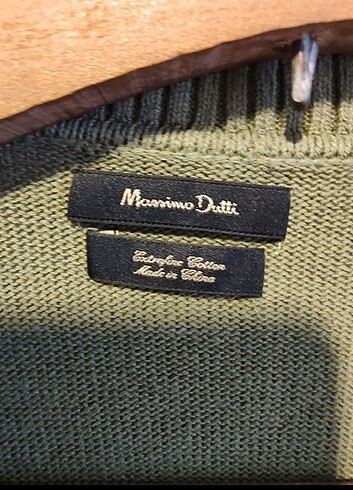 Massimo Dutti
Extrafine Cotton
Made in China